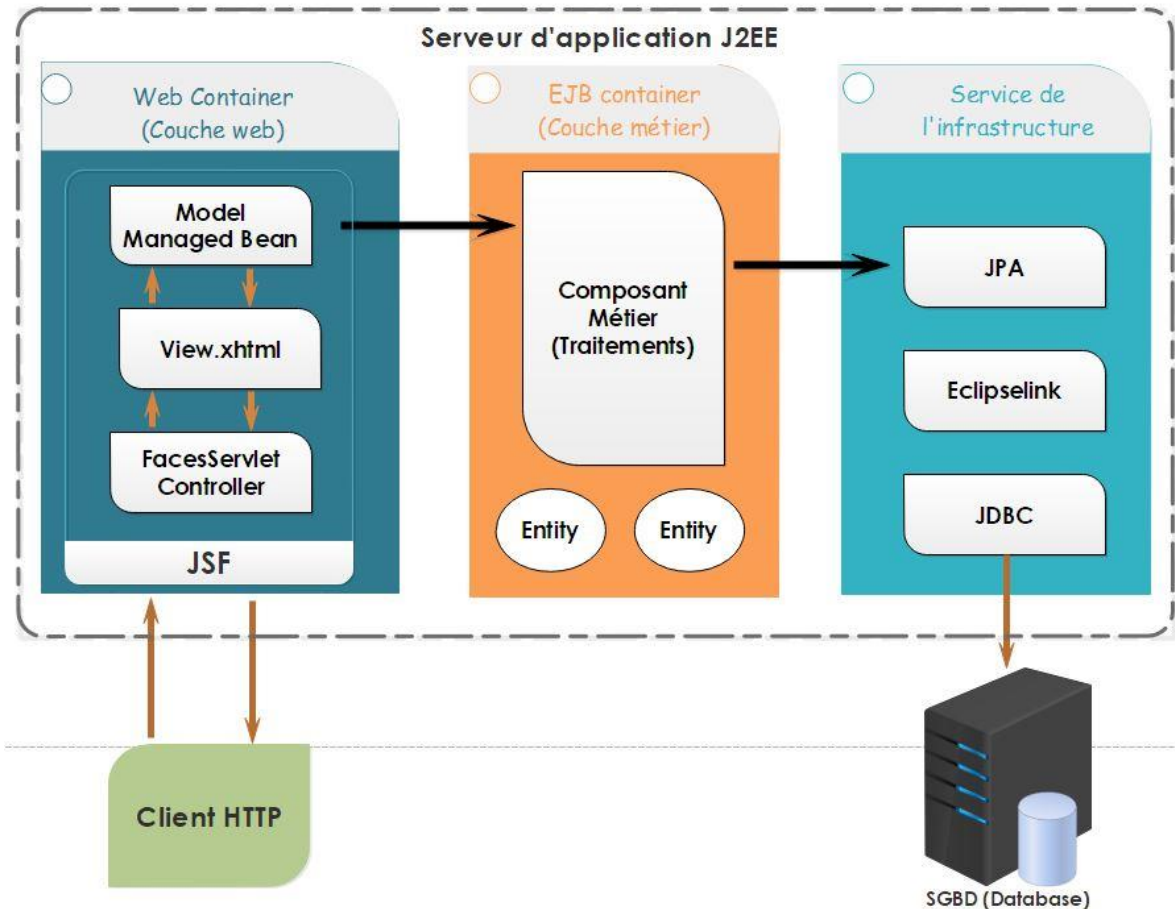 Serveur d'application J2EE
Web Container
(Couche web)
Model
Managed Bean
View.xhtml
FacesServlet
Controller
JSF
EJB container
(Couche métier)
Composant
Métier
(Traitements)
Entity
Entity
Service de
l'infrastructure
JPA
Eclipselink
JDBC
Client HTTP
SGBD (Database)